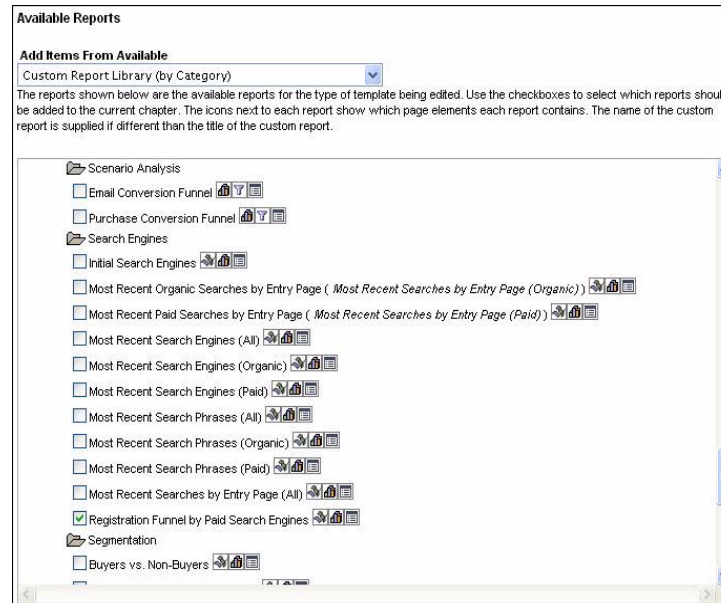 Available Reports
Add Items From Available
Custom Report Library (by Category)
The reports shown below are the available reports for the type of template being edited. Use the checkboxes to select which reports shoul
be added to the current chapter. The icons next to each report show which page elements each report contains. The name of the custom
report is supplied if different than the title of the custom report.
Scenario Analysis
Email Conversion Funnel
Purchase Conversion Funnel
Search Engines
Initial Search Engines
Most Recent Organic Searches by Entry Page ( Most Recent Searches by Entry Page (Organic) )
Most Recent Paid Searches by Entry Page ( Most Recent Searches by Entry Page (Paid) )
Most Recent Search Engines (All)
Most Recent Search Engines (Organic)
Most Recent Search Engines (Paid)
Most Recent Search Phrases (All)
Most Recent Search Phrases (Organic)
Most Recent Search Phrases (Paid)
Most Recent Searches by Entry Page (All)
Registration Funnel by Paid Search Engines
Segmentation
Buyers vs. Non-Buyers